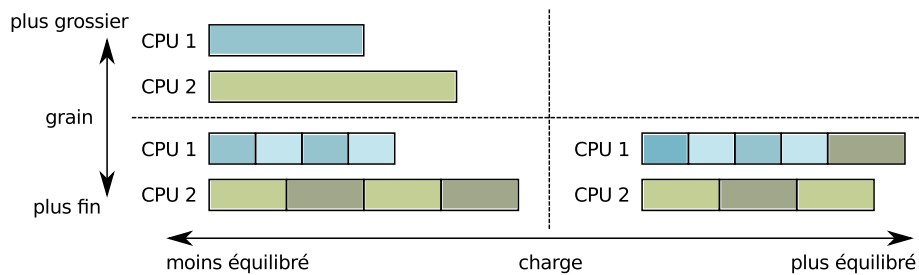 plus grossier
CPU 1
CPU 2
grain
CPU 1
CPU 1
CPU 2
CPU 2
plus fin
moins équilibré
charge
plus équilibré